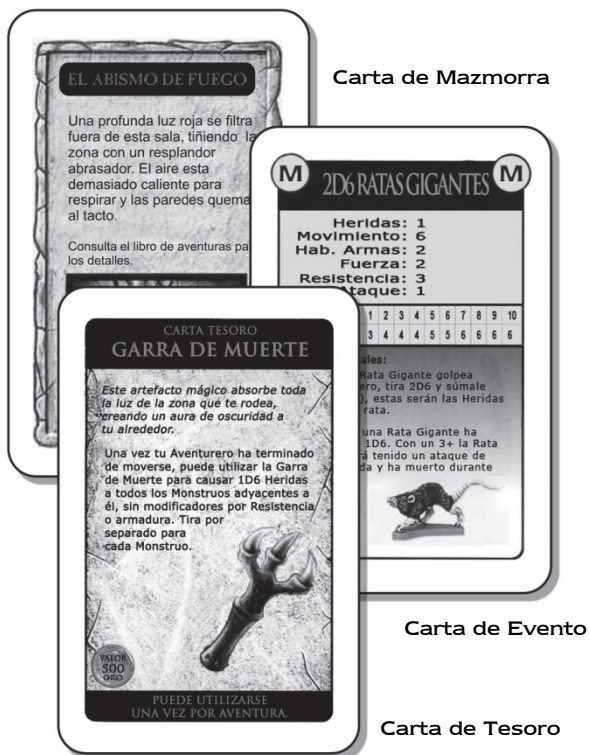 EL ABISMO DE FUEGO
Una profunda luz roja se filtra
fuera de esta sala, tiñiendo la
zona con un resplandor
abrasador. El aire esta
demasiado caliente para
respirar y las paredes quema
al tacto.
Consulta el libro de aventuras pa
los detalles.
Carta de Mazmorra
M
2D6 RATAS GIGANTES
M
Heridas: 1
Movimiento: 6
Hab. Armas: 2
Fuerza: 2
Resistencia: 3
Ataque: 1
1 2 3 4 5 6 7 8 9 10
3 4 4 4 5 5 6 6 6 6
ales:
Rata Gigante golpea
ero, tira 2D6 y súmale
), estas serán las Heridas
rata.
una Rata Gigante ha
1D6. Con un 3+ la Rata
rá tenido un ataque de
da y ha muerto durante
Carta de Evento
CARTA TESORO
GARRA DE MUERTE
Este artefacto mágico absorbe toda
la luz de la zona que te rodea,
creando un aura de oscuridad a
tu alrededor.
Una vez tu Aventurero ha terminado
de moverse, puede utilizar la Garra
de Muerte para causar 1D6 Heridas
a todos los Monstruos adyacentes a
él, sin modificadores por Resistencia
o armadura. Tira por
separado para
cada Monstruo.
VALOR
500
ORO
PUEDE UTILIZARSE
UNA VEZ POR AVENTURA.
Carta de Tesoro